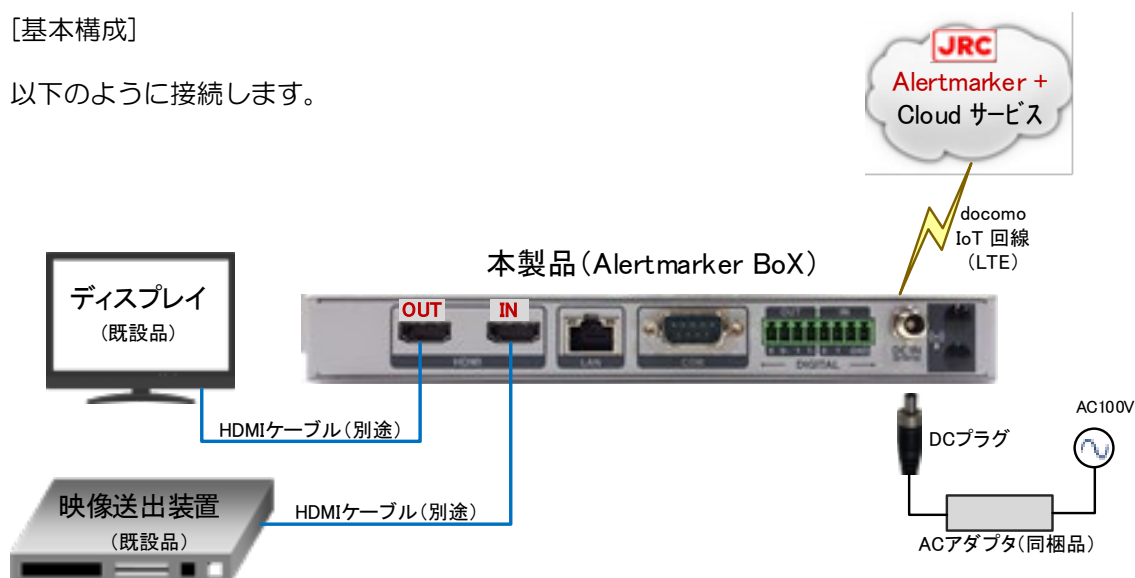 [基本構成]
以下のように接続します。
JRC
Alertmarker +
Cloud サービス
docomo
IoT 回線
（LTE）
本製品（Alertmarker BoX）
ディスプレイ
（既設品）
OUT
IN
HDMI
LAN
COM
OUT
IN
DIGITAL
DC IN
HDMIケーブル（別途）
映像送出装置
（既設品）
HDMIケーブル（別途）
DCプラグ
AC100V
ACアダプタ（同梱品）